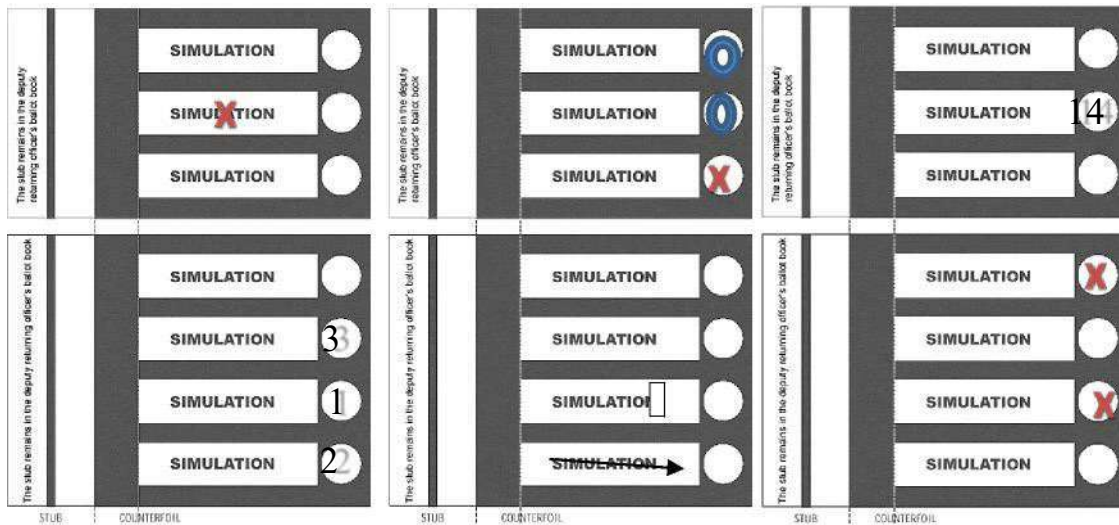 The stub remains in the deputy
returning officer's ballot book
SIMULATION
SIMULATION
X
SIMULATION
The stub remains in the deputy
returning officer's ballot book
SIMULATION
O
SIMULATION
O
SIMULATION
X
The stub remains in the deputy
returning officer's ballot book
SIMULATION
SIMULATION
14
SIMULATION
The stub remains in the deputy returning officer's ballot book
SIMULATION
SIMULATION
3
SIMULATION
1
SIMULATION
2
STUB
COUNTERFOIL
The stub remains in the deputy returning officer's ballot book
SIMULATION
SIMULATION
SIMULATION
SIMULATION
STUB
COUNTERFOIL
The stub remains in the deputy returning officer's ballot book
SIMULATION
X
SIMULATION
SIMULATION
X
SIMULATION
STUB
COUNTERFOIL